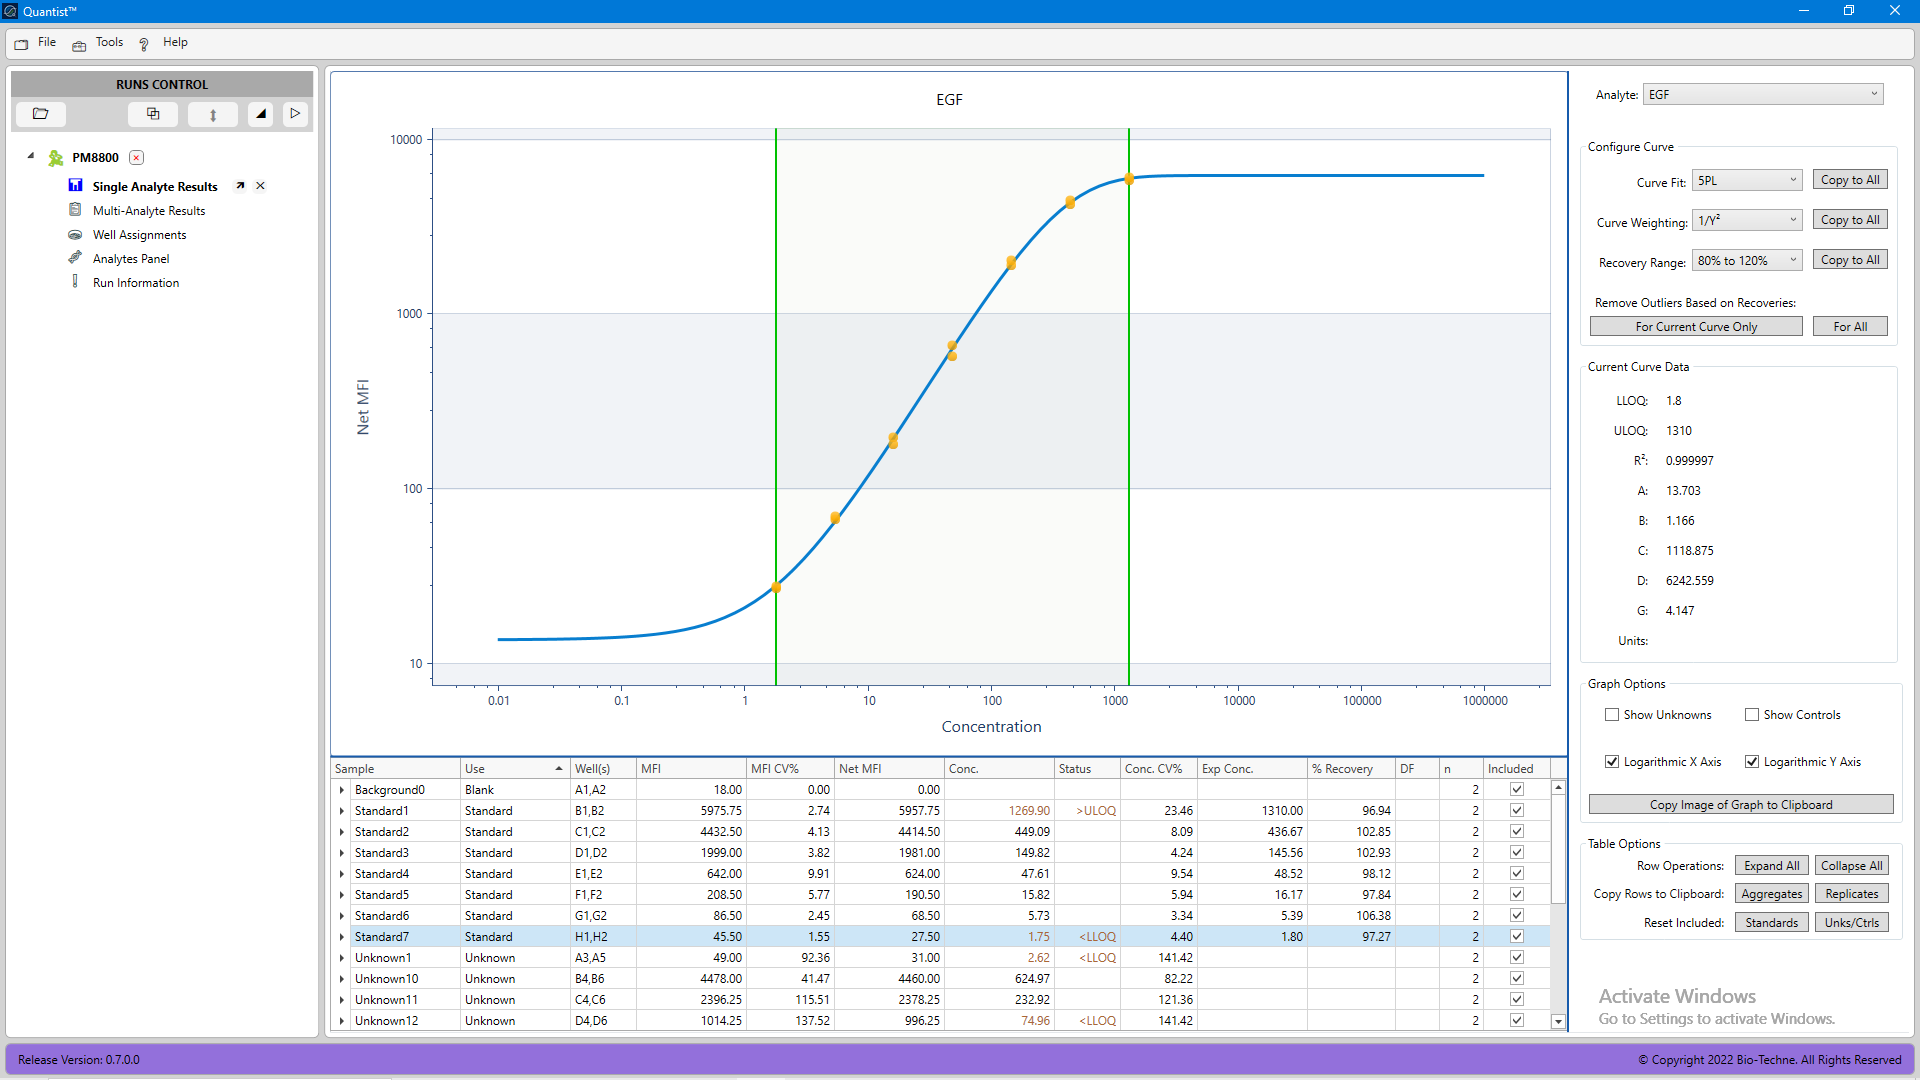 Quantist™
File Tools Help
RUNS CONTROL
PM8800
Single Analyte Results
Multi-Analyte Results
Well Assignments
Analytes Panel
Run Information
EGF
10000
1000
100
10
Net MFI
0.01 0.1 1 10 100 1000 10000 100000 1000000
Concentration
Sample Use Well(s) MFI MFI CV% Net MFI Conc. Status Conc. CV% Exp Conc. % Recovery DF n Included
Background0 Blank A1,A2 18.00 0.00 0.00 2
Standard1 Standard B1,B2 5975.75 2.74 5957.75 1269.90 >ULOQ 23.46 1310.00 96.94 2
Standard2 Standard C1,C2 4432.50 4.13 4414.50 449.09 8.09 436.67 102.85 2
Standard3 Standard D1,D2 1999.00 3.82 1981.00 149.82 4.24 145.56 102.93 2
Standard4 Standard E1,E2 642.00 9.91 624.00 47.61 9.54 48.52 98.12 2
Standard5 Standard F1,F2 208.50 5.77 190.50 15.82 5.94 16.17 97.84 2
Standard6 Standard G1,G2 86.50 2.45 68.50 5.73 3.34 5.39 106.38 2
Standard7 Standard H1,H2 45.50 1.55 27.50 1.75 <LLOQ 4.40 1.80 97.27 2
Unknown1 Unknown A3,A5 49.00 92.36 31.00 2.62 <LLOQ 141.42 2
Unknown10 Unknown B4,B6 4478.00 41.47 4460.00 624.97 82.22 2
Unknown11 Unknown C4,C6 2396.25 115.51 2378.25 232.92 121.36 2
Unknown12 Unknown D4,D6 1014.25 137.52 996.25 74.96 <LLOQ 141.42 2
Analyte: EGF
Configure Curve
Curve Fit: 5PL Copy to All
Curve Weighting: 1/Y² Copy to All
Recovery Range: 80% to 120% Copy to All
Remove Outliers Based on Recoveries:
For Current Curve Only For All
Current Curve Data
LLOQ: 1.8
ULOQ: 1310
R²: 0.999997
A: 13.703
B: 1.166
C: 1118.875
D: 6242.559
G: 4.147
Units:
Graph Options
Show Unknowns Show Controls
Logarithmic X Axis Logarithmic Y Axis
Copy Image of Graph to Clipboard
Table Options
Row Operations: Expand All Collapse All
Copy Rows to Clipboard: Aggregates Replicates
Reset Included: Standards Unks/Ctrls
Activate Windows
Go to Settings to activate Windows.
Release Version: 0.7.0.0
© Copyright 2022 Bio-Techne. All Rights Reserved